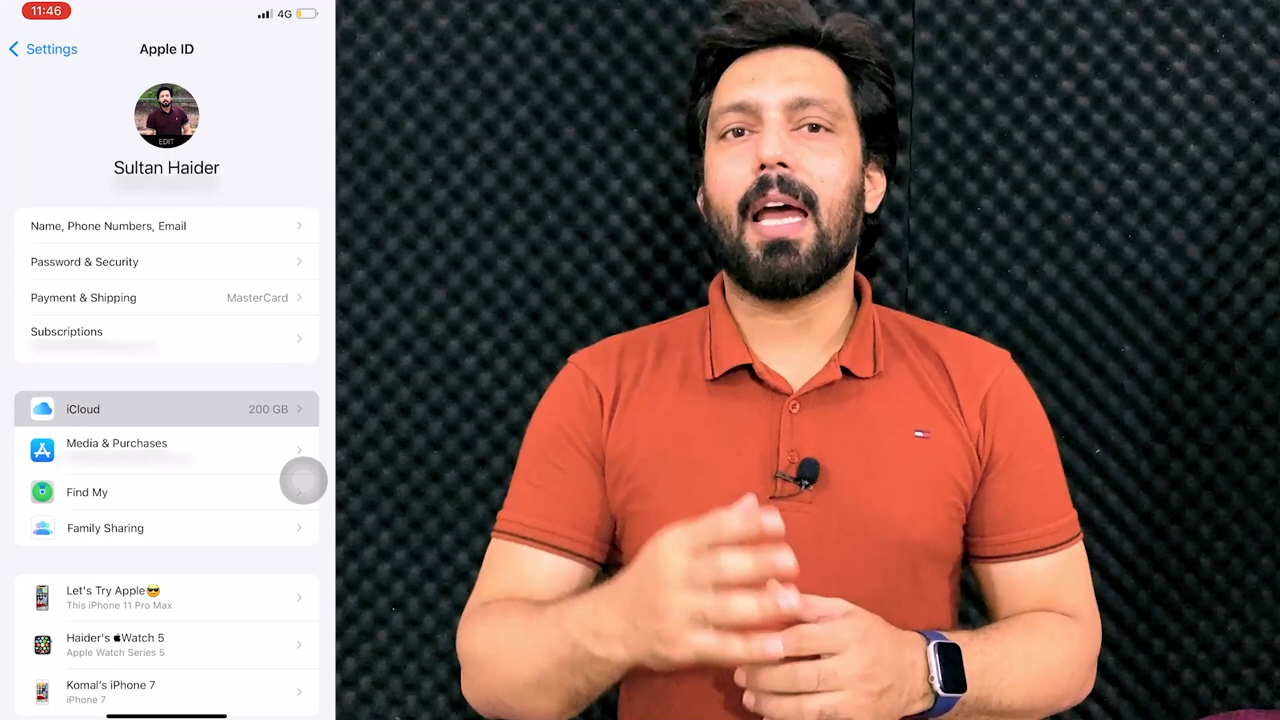 11:46
4G
Settings
Apple ID
EDIT
Sultan Haider
Name, Phone Numbers, Email
Password & Security
Payment & Shipping MasterCard
Subscriptions
iCloud 200 GB
Media & Purchases
Find My
Family Sharing
Let's Try Apple😎
This iPhone 11 Pro Max
Haider's Watch 5
Apple Watch Series 5
Komal's iPhone 7
iPhone 7